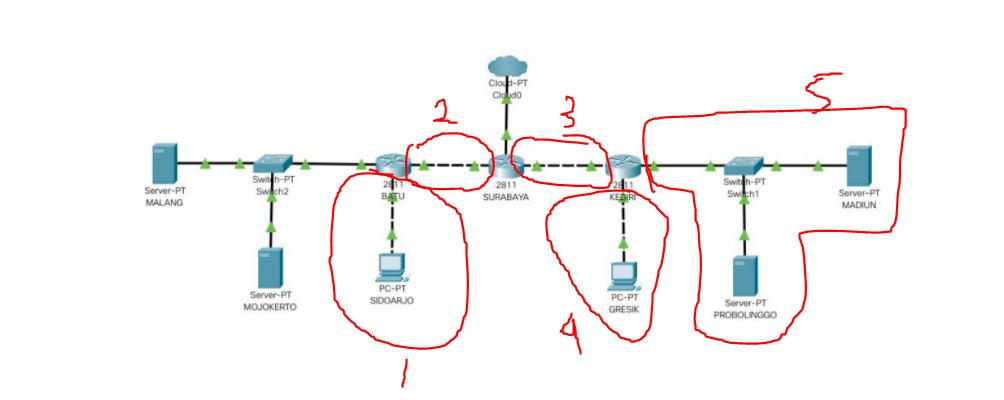 Cloud-PT
Cloud0
2
3
5
Server-PT
MALANG
Switch-PT
Switch2
2811
BATU
2811
SURABAYA
2811
KEDIRI
Switch-PT
Switch1
Server-PT
MADIUN
Server-PT
MOJOKERTO
PC-PT
SIDOARJO
PC-PT
GRESIK
Server-PT
PROBOLINGGO
4
1